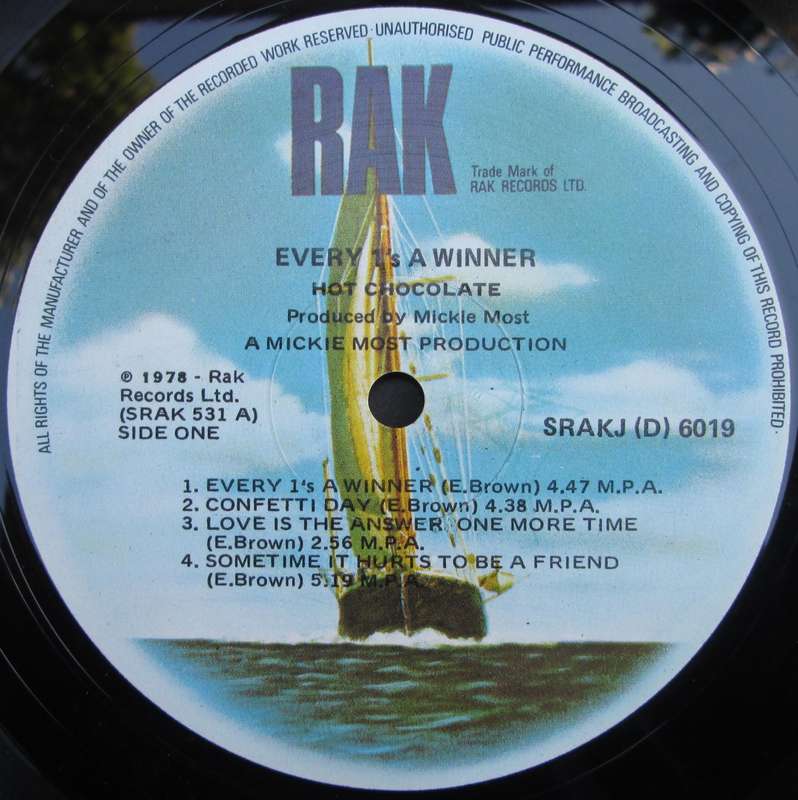 ALL RIGHTS OF THE MANUFACTURER AND OF THE OWNER OF THE RECORDED WORK RESERVED · UNAUTHORISED PUBLIC PERFORMANCE BROADCASTING AND COPYING OF THIS RECORD PROHIBITED ·
RAK
Trade Mark of
RAK RECORDS LTD.
EVERY 1's A WINNER
HOT CHOCOLATE
Produced by Mickle Most
A MICKIE MOST PRODUCTION
℗ 1978 - Rak
Records Ltd.
(SRAK 531 A)
SIDE ONE
SRAKJ (D) 6019
1. EVERY 1's A WINNER (E.Brown) 4.47 M.P.A.
2. CONFETTI DAY (E.Brown) 4.38 M.P.A.
3. LOVE IS THE ANSWER, ONE MORE TIME
(E.Brown) 2.56 M.P.A.
4. SOMETIME IT HURTS TO BE A FRIEND
(E.Brown) 5.19 M.P.A.